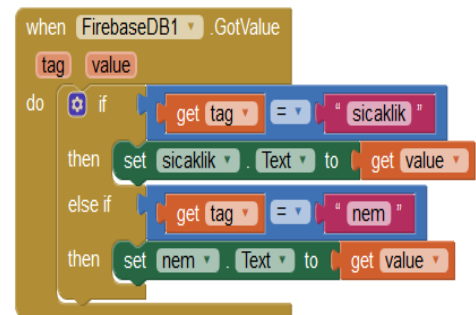 when FirebaseDB1 .GotValue
tag value
do if get tag = " sicaklik "
then set sicaklik . Text to get value
else if get tag = " nem "
then set nem . Text to get value